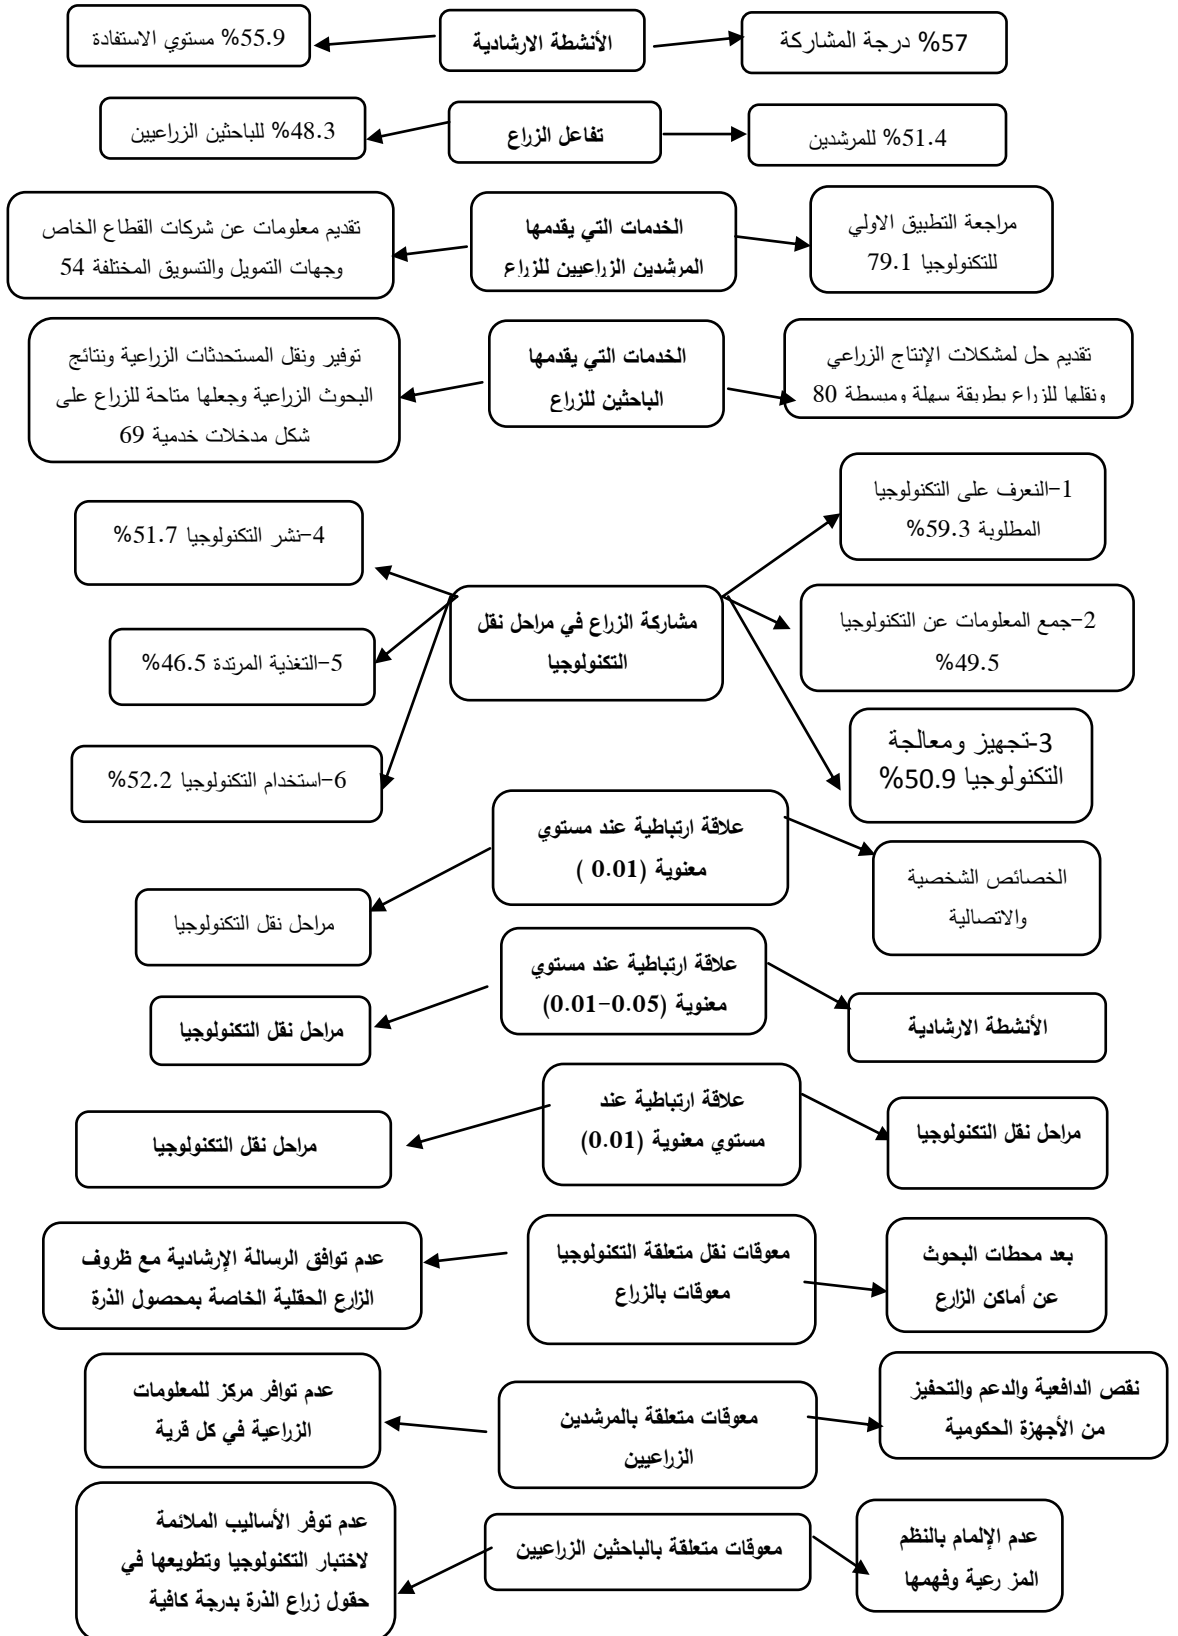 57% درجة المشاركة
الأنشطة الارشادية
55.9% مستوي الاستفادة
51.4% للمرشدين
تفاعل الزراع
48.3% للباحثين الزراعيين
مراجعة التطبيق الاولي
للتكنولوجيا 79.1
الخدمات التي يقدمها
المرشدين الزراعيين للزراع
تقديم معلومات عن شركات القطاع الخاص
وجهات التمويل والتسويق المختلفة 54
تقديم حل لمشكلات الإنتاج الزراعي
ونقلها للزراع بطريقة سهلة ومبسطة 80
الخدمات التي يقدمها
الباحثين للزراع
توفير ونقل المستحدثات الزراعية ونتائج
البحوث الزراعية وجعلها متاحة للزراع على
شكل مدخلات خدمية 69
1-التعرف على التكنولوجيا
المطلوبة 59.3%
2-جمع المعلومات عن التكنولوجيا
49.5%
3-تجهيز ومعالجة
التكنولوجيا 50.9%
مشاركة الزراع في مراحل نقل
التكنولوجيا
4-نشر التكنولوجيا 51.7%
5-التغذية المرتدة 46.5%
6-استخدام التكنولوجيا 52.2%
الخصائص الشخصية
والاتصالية
علاقة ارتباطية عند مستوي
معنوية (0.01 )
مراحل نقل التكنولوجيا
الأنشطة الارشادية
علاقة ارتباطية عند مستوي
معنوية (0.05-0.01)
مراحل نقل التكنولوجيا
مراحل نقل التكنولوجيا
علاقة ارتباطية عند
مستوي معنوية (0.01)
مراحل نقل التكنولوجيا
بعد محطات البحوث
عن أماكن الزارع
معوقات نقل متعلقة التكنولوجيا
معوقات بالزراع
عدم توافق الرسالة الإرشادية مع ظروف
الزارع الحقلية الخاصة بمحصول الذرة
نقص الدافعية والدعم والتحفيز
من الأجهزة الحكومية
معوقات متعلقة بالمرشدين
الزراعيين
عدم توافر مركز للمعلومات
الزراعية في كل قرية
عدم الإلمام بالنظم
المز رعية وفهمها
معوقات متعلقة بالباحثين الزراعيين
عدم توفر الأساليب الملائمة
لاختبار التكنولوجيا وتطويعها في
حقول زراع الذرة بدرجة كافية